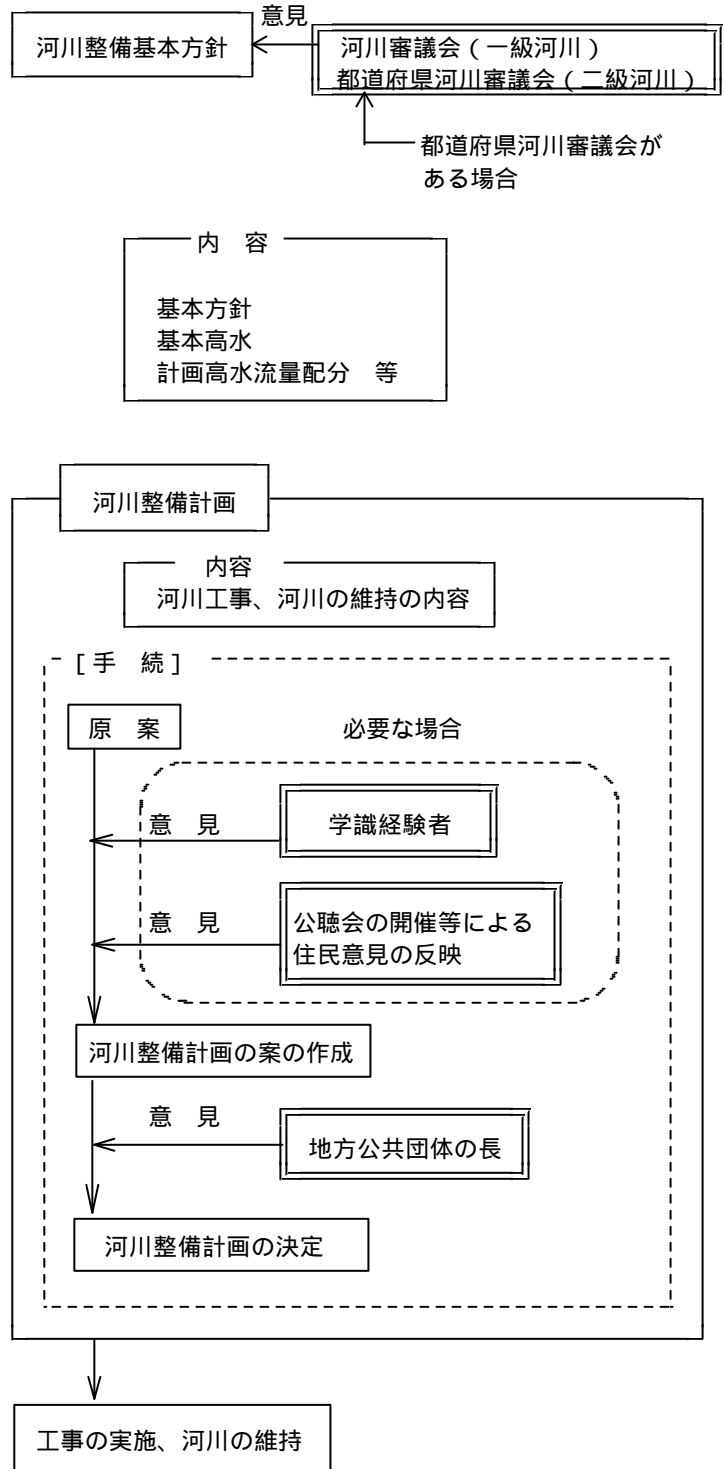 意見
河川整備基本方針
河川審議会（一級河川）
都道府県河川審議会（二級河川）
都道府県河川審議会が
ある場合
内　容
基本方針
基本高水
計画高水流量配分　等
河川整備計画
内容
河川工事、河川の維持の内容
[手　続]
原　案
必要な場合
意　見
学識経験者
意　見
公聴会の開催等による
住民意見の反映
河川整備計画の案の作成
意　見
地方公共団体の長
河川整備計画の決定
工事の実施、河川の維持